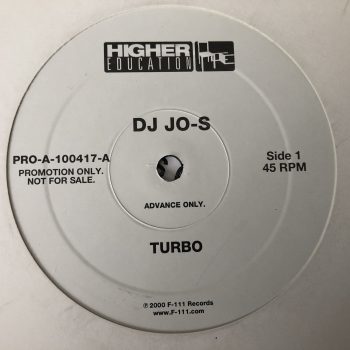 HIGHER
EDUCATION
DJ JO-S
PRO-A-100417-A
PROMOTION ONLY.
NOT FOR SALE.
Side 1
45 RPM
ADVANCE ONLY.
TURBO
℗ 2000 F-111 Records
www.F-111.com